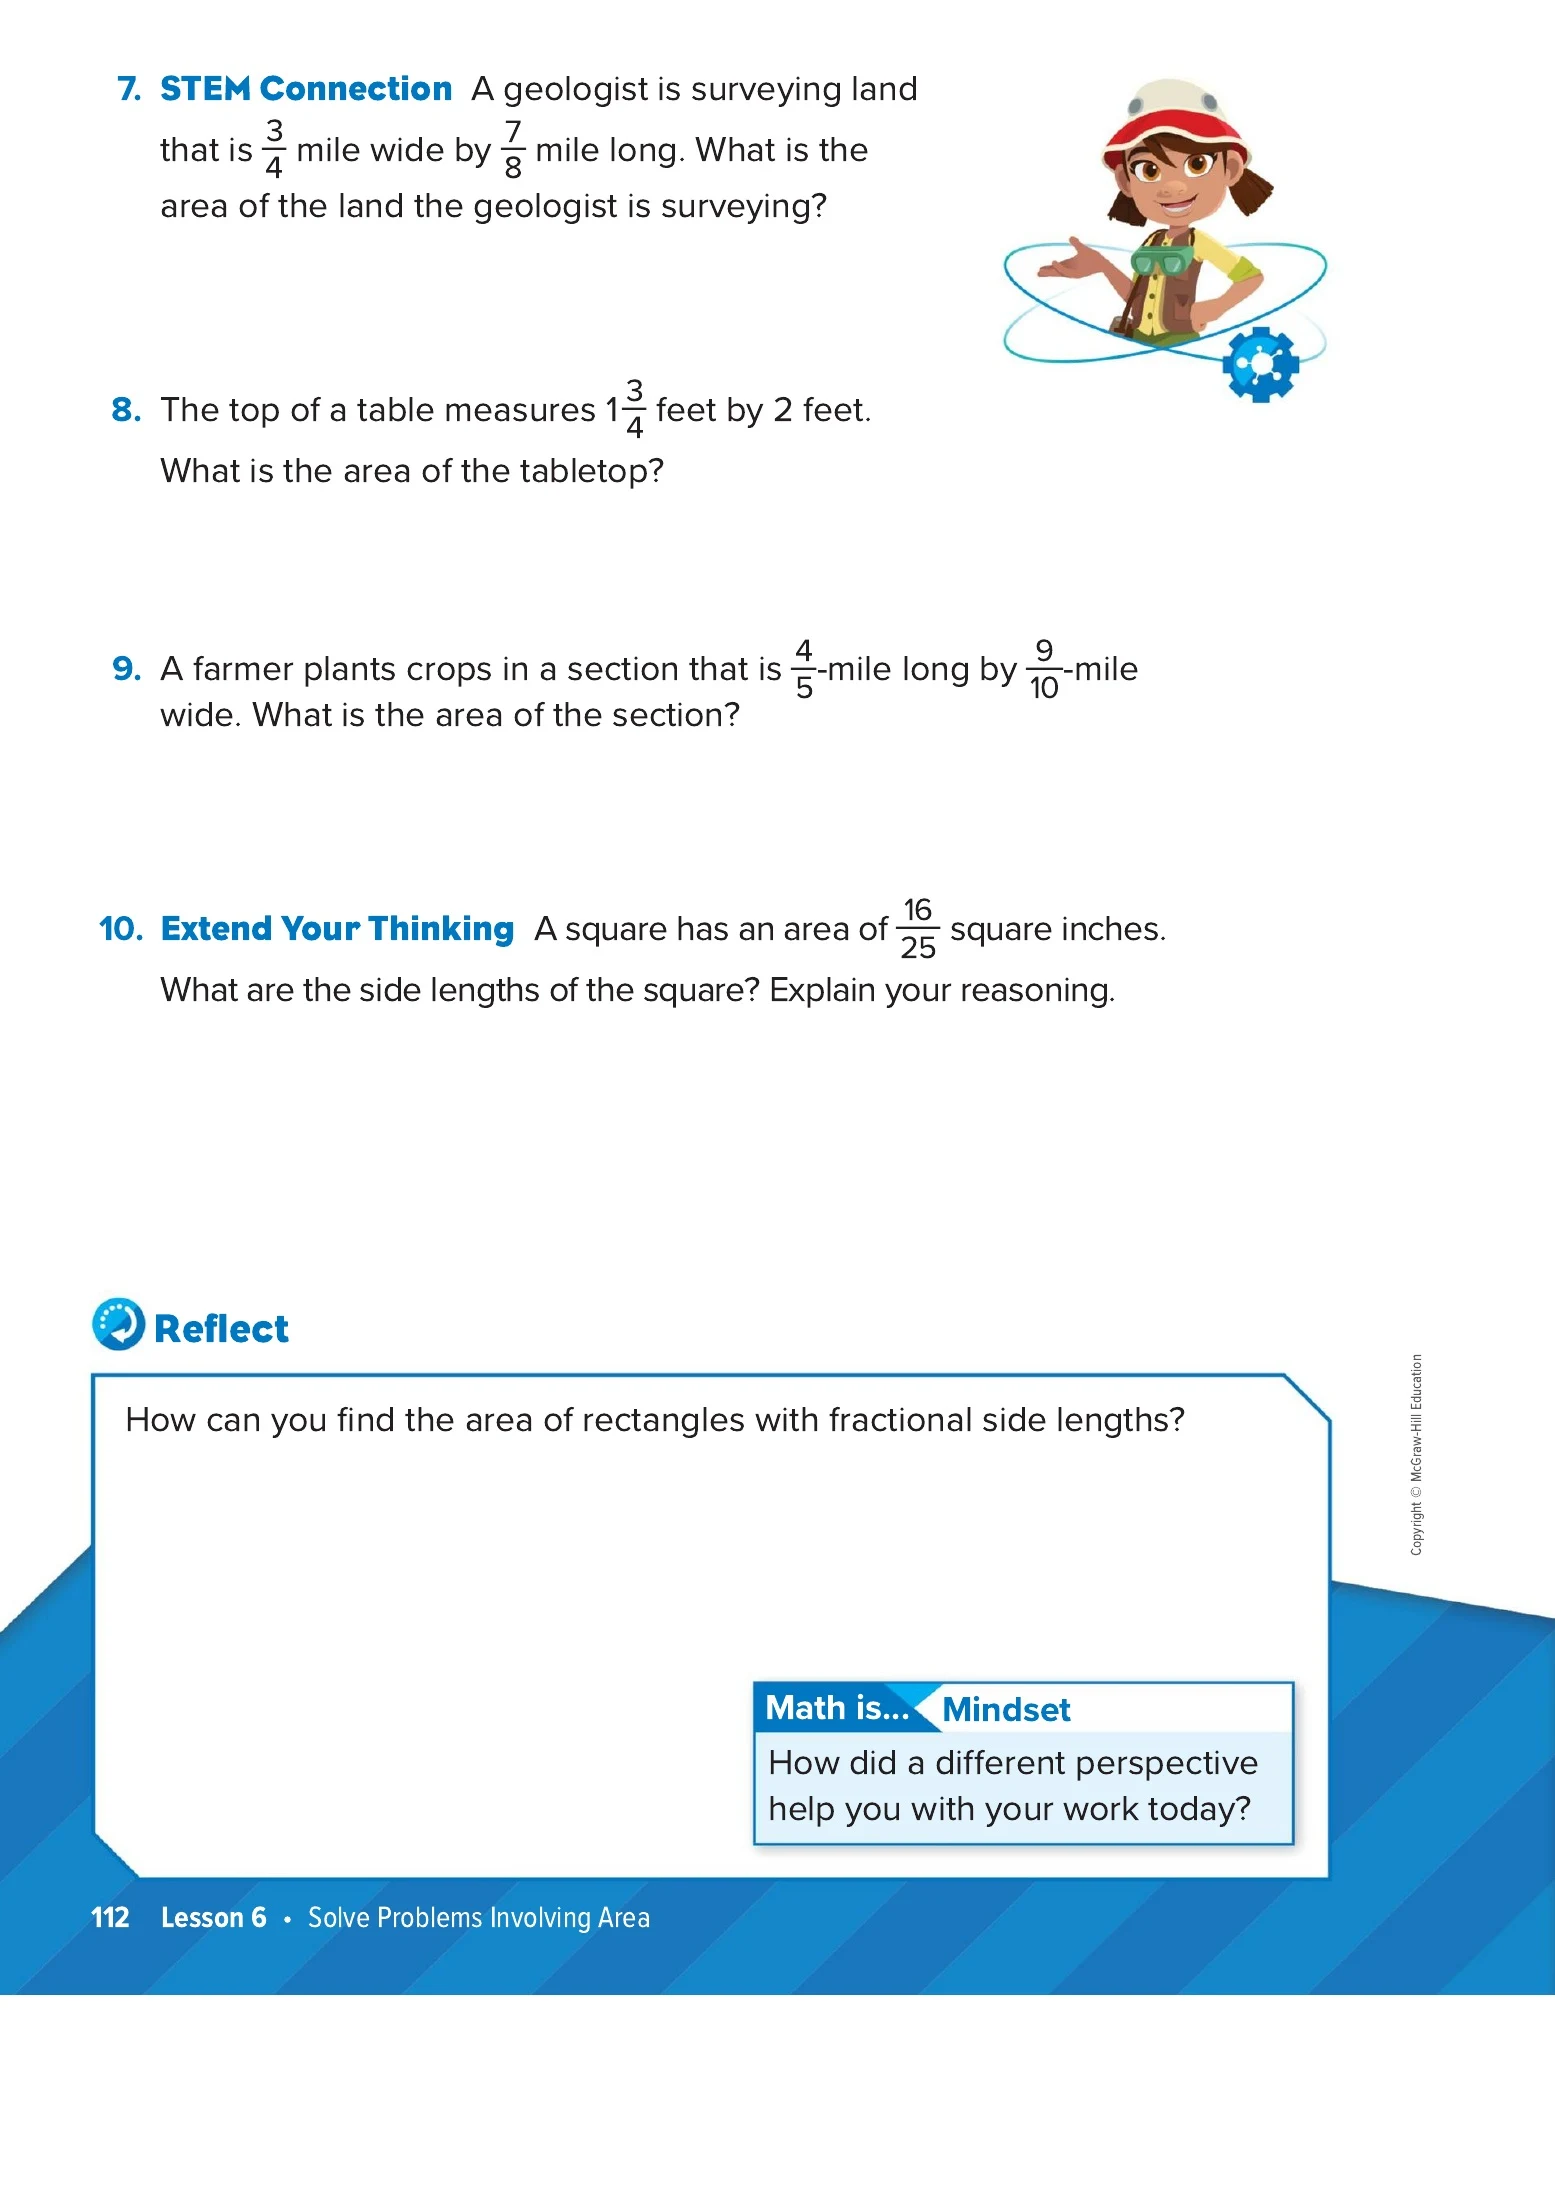 7. STEM Connection A geologist is surveying land
that is 3/4 mile wide by 7/8 mile long. What is the
area of the land the geologist is surveying?
8. The top of a table measures 1 3/4 feet by 2 feet.
What is the area of the tabletop?
9. A farmer plants crops in a section that is 4/5-mile long by 9/10-mile
wide. What is the area of the section?
10. Extend Your Thinking A square has an area of 16/25 square inches.
What are the side lengths of the square? Explain your reasoning.
Reflect
How can you find the area of rectangles with fractional side lengths?
Math is... Mindset
How did a different perspective
help you with your work today?
Copyright © McGraw-Hill Education
112 Lesson 6 • Solve Problems Involving Area